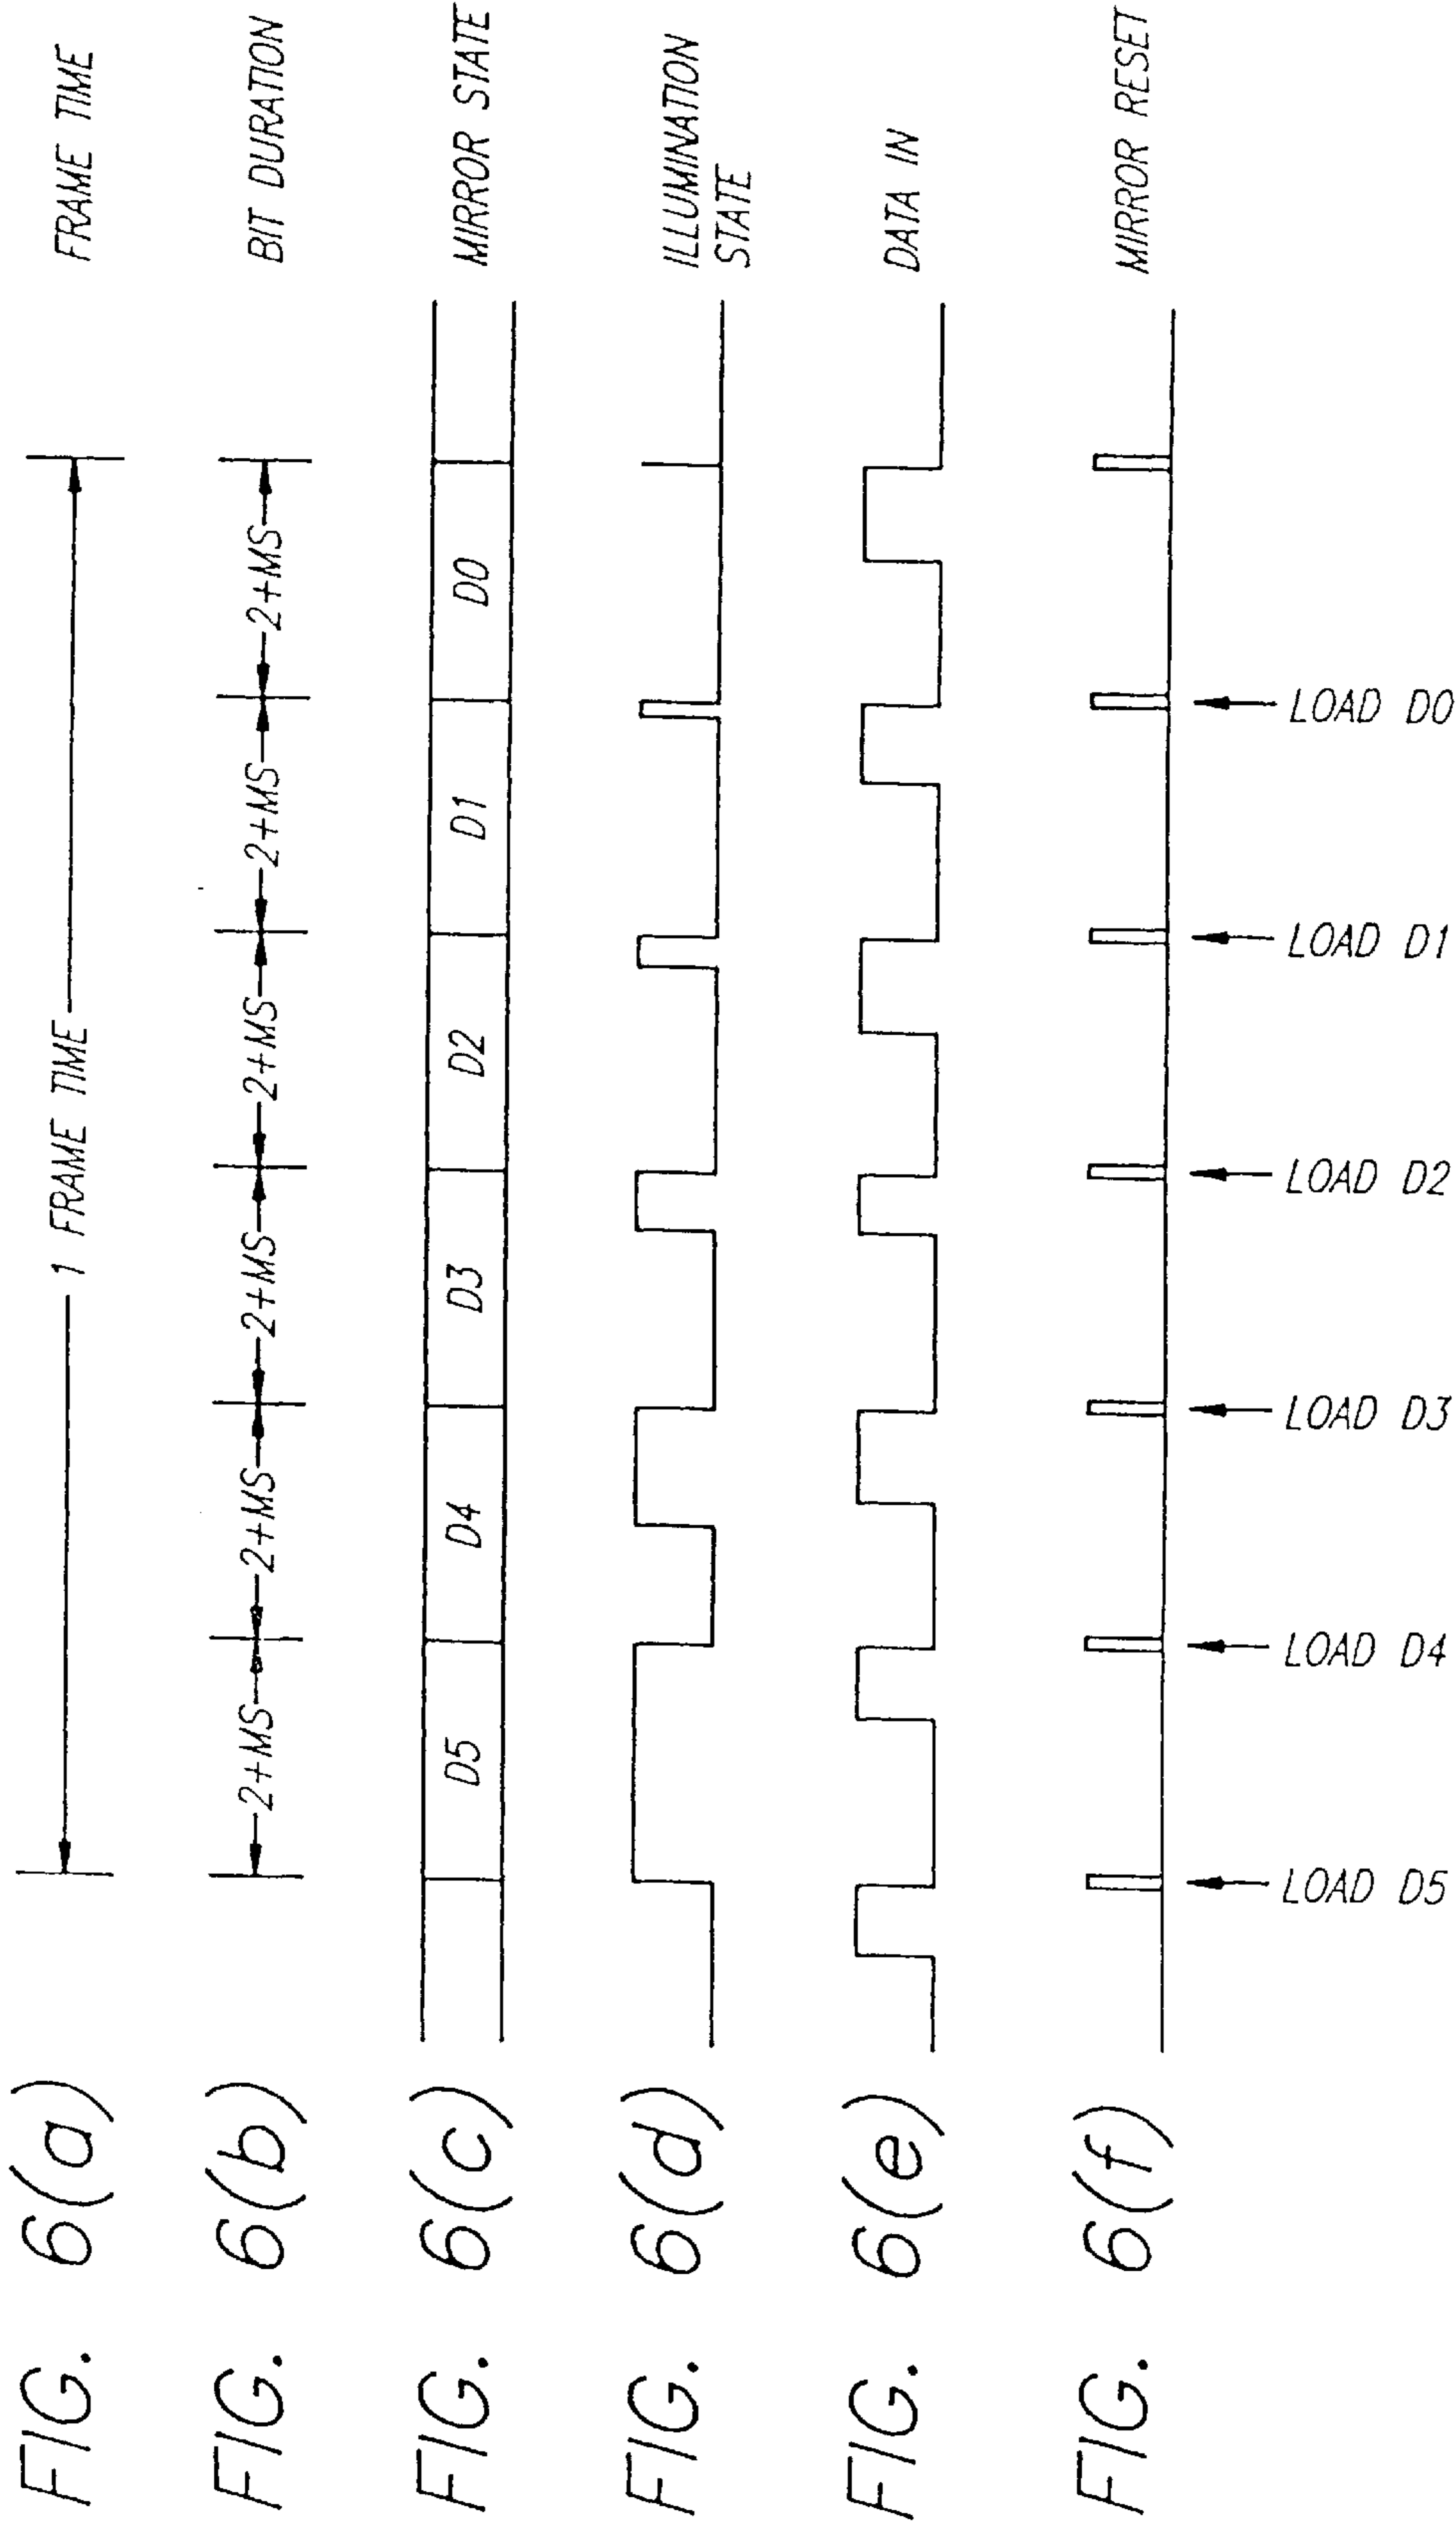 FIG. 6(a)
1 FRAME TIME
FRAME TIME
FIG. 6(b)
2+MS
2+MS
2+MS
2+MS
2+MS
2+MS
BIT DURATION
FIG. 6(c)
D5
D4
D3
D2
D1
D0
MIRROR STATE
FIG. 6(d)
ILLUMINATION
STATE
FIG. 6(e)
DATA IN
FIG. 6(f)
MIRROR RESET
LOAD D5
LOAD D4
LOAD D3
LOAD D2
LOAD D1
LOAD D0